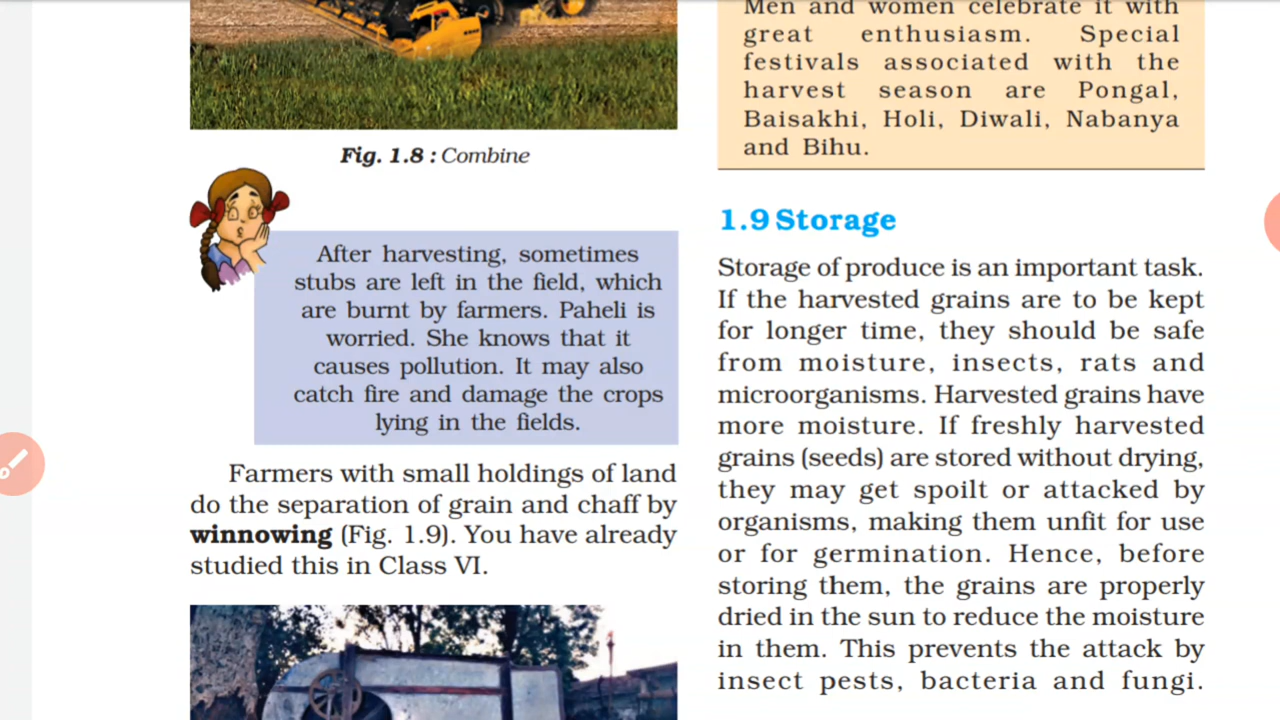 Fig. 1.8 : Combine
After harvesting, sometimes
stubs are left in the field, which
are burnt by farmers. Paheli is
worried. She knows that it
causes pollution. It may also
catch fire and damage the crops
lying in the fields.
Farmers with small holdings of land
do the separation of grain and chaff by
winnowing (Fig. 1.9). You have already
studied this in Class VI.
Men and women celebrate it with
great enthusiasm. Special
festivals associated with the
harvest season are Pongal,
Baisakhi, Holi, Diwali, Nabanya
and Bihu.
1.9 Storage
Storage of produce is an important task.
If the harvested grains are to be kept
for longer time, they should be safe
from moisture, insects, rats and
microorganisms. Harvested grains have
more moisture. If freshly harvested
grains (seeds) are stored without drying,
they may get spoilt or attacked by
organisms, making them unfit for use
or for germination. Hence, before
storing them, the grains are properly
dried in the sun to reduce the moisture
in them. This prevents the attack by
insect pests, bacteria and fungi.